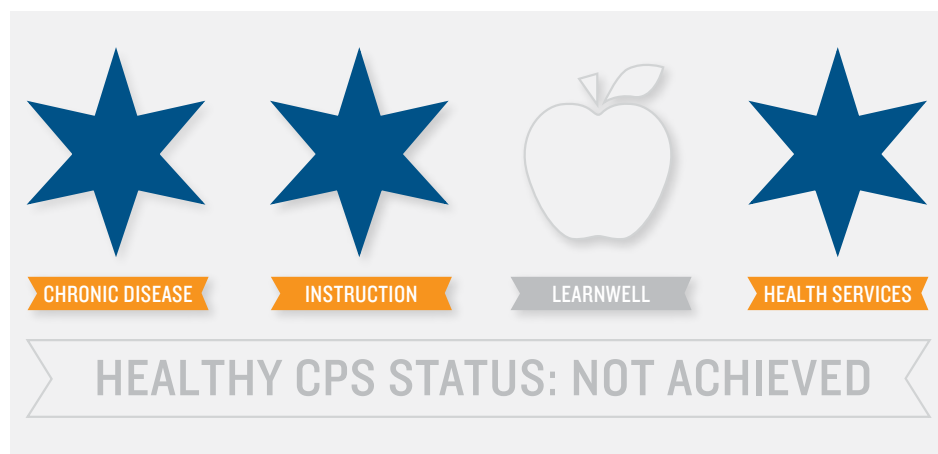 CHRONIC DISEASE
INSTRUCTION
LEARNWELL
HEALTH SERVICES
HEALTHY CPS STATUS: NOT ACHIEVED